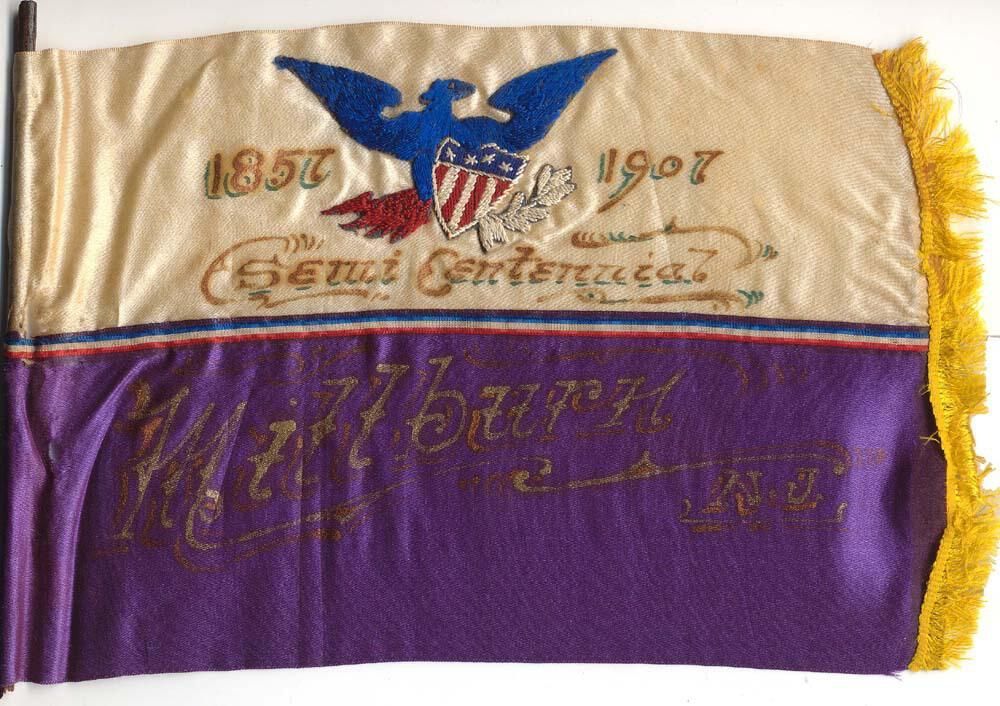 1857 1907
Semi Centennial
Millburn
N.J.